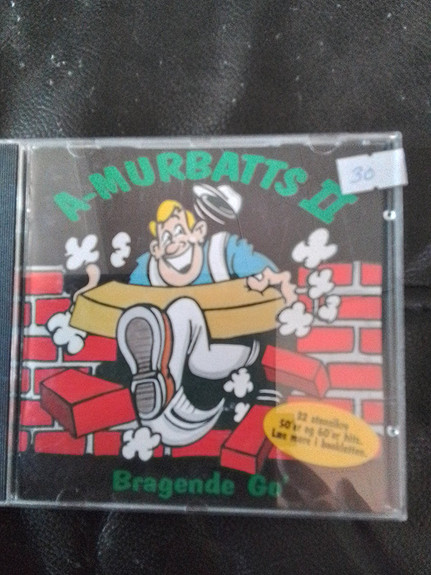 A-MURBATTS II
30
22 stensikre
50'er og 60'er hits.
Læs mere i bookletten.
Bragende Go'